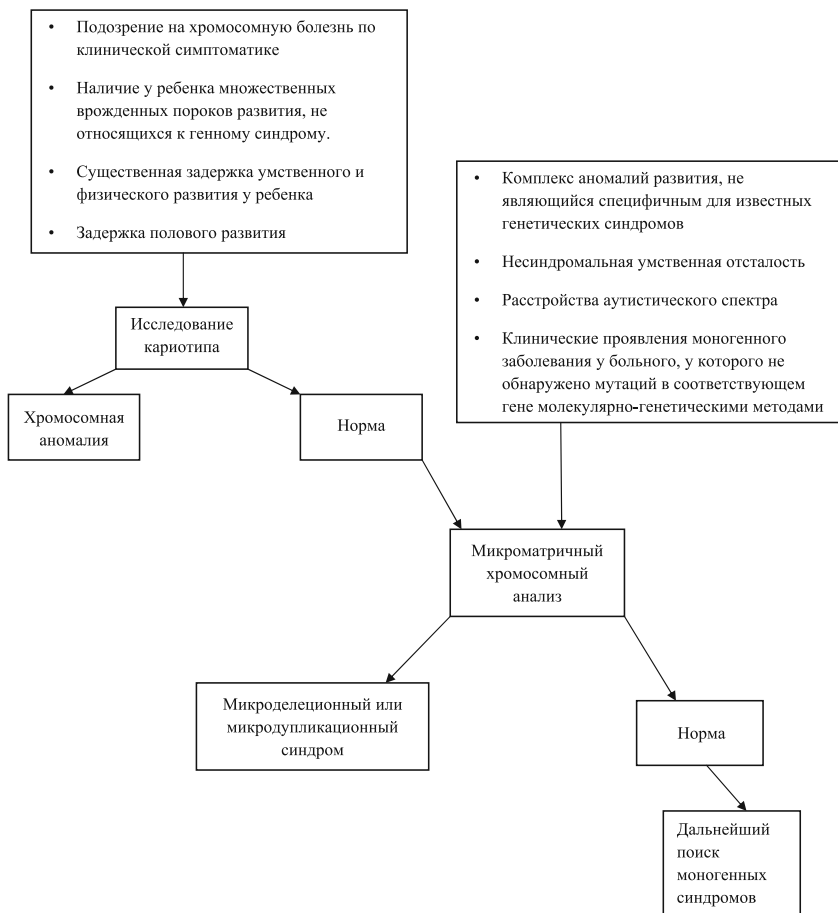 • Подозрение на хромосомную болезнь по
клинической симптоматике
• Наличие у ребенка множественных
врожденных пороков развития, не
относящихся к генному синдрому.
• Существенная задержка умственного и
физического развития у ребенка
• Задержка полового развития
• Комплекс аномалий развития, не
являющийся специфичным для известных
генетических синдромов
• Несиндромальная умственная отсталость
• Расстройства аутистического спектра
• Клинические проявления моногенного
заболевания у больного, у которого не
обнаружено мутаций в соответствующем
гене молекулярно-генетическими методами
Исследование
кариотипа
Хромосомная
аномалия
Норма
Микроматричный
хромосомный
анализ
Микроделеционный или
микродупликационный
синдром
Норма
Дальнейший
поиск
моногенных
синдромов